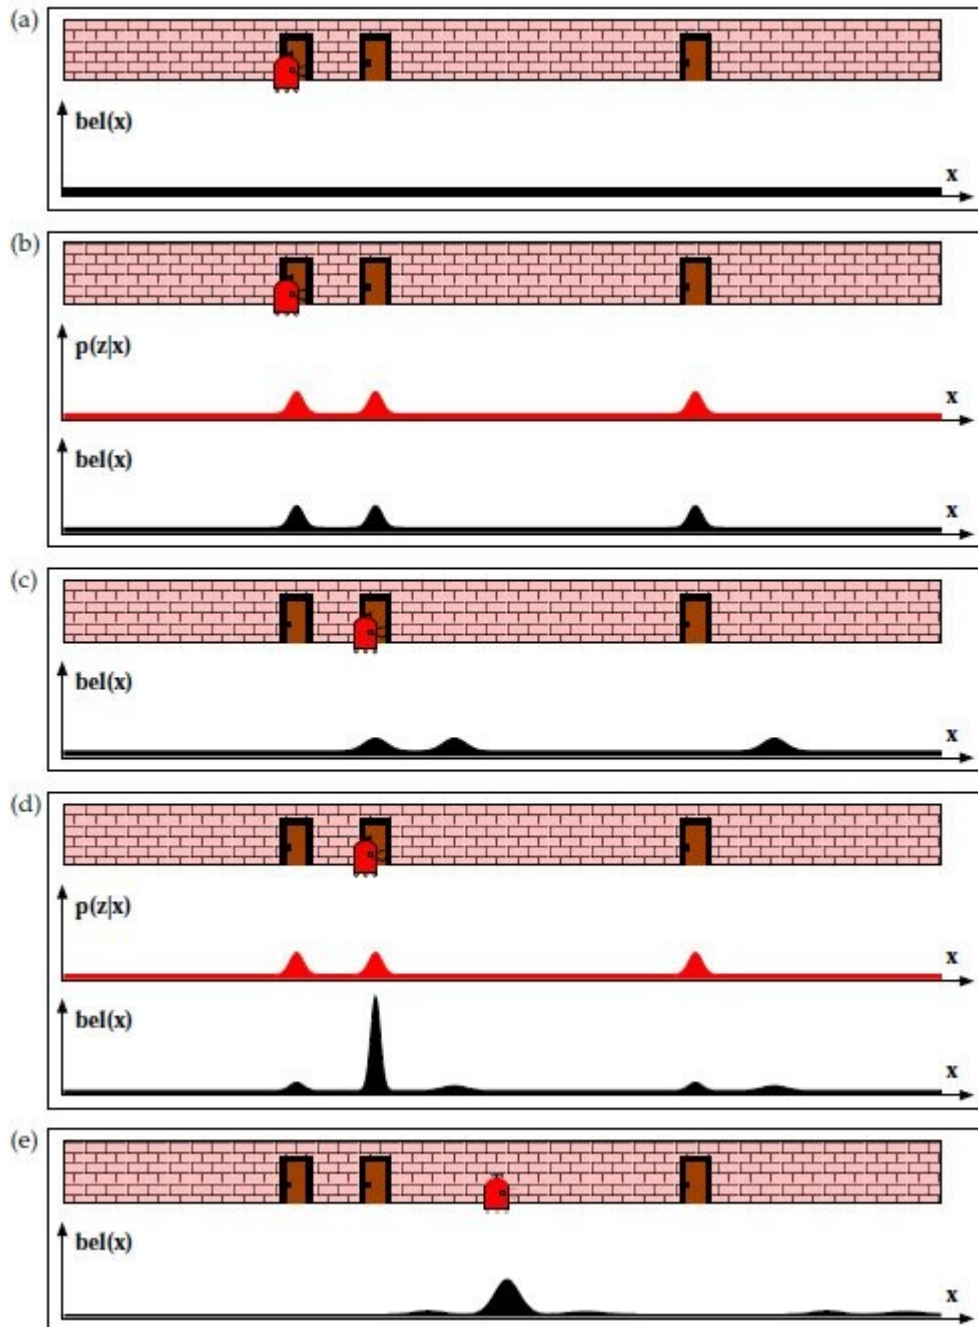 (a)
bel(x)
x
(b)
p(z|x)
x
bel(x)
x
(c)
bel(x)
x
(d)
p(z|x)
x
bel(x)
x
(e)
bel(x)
x